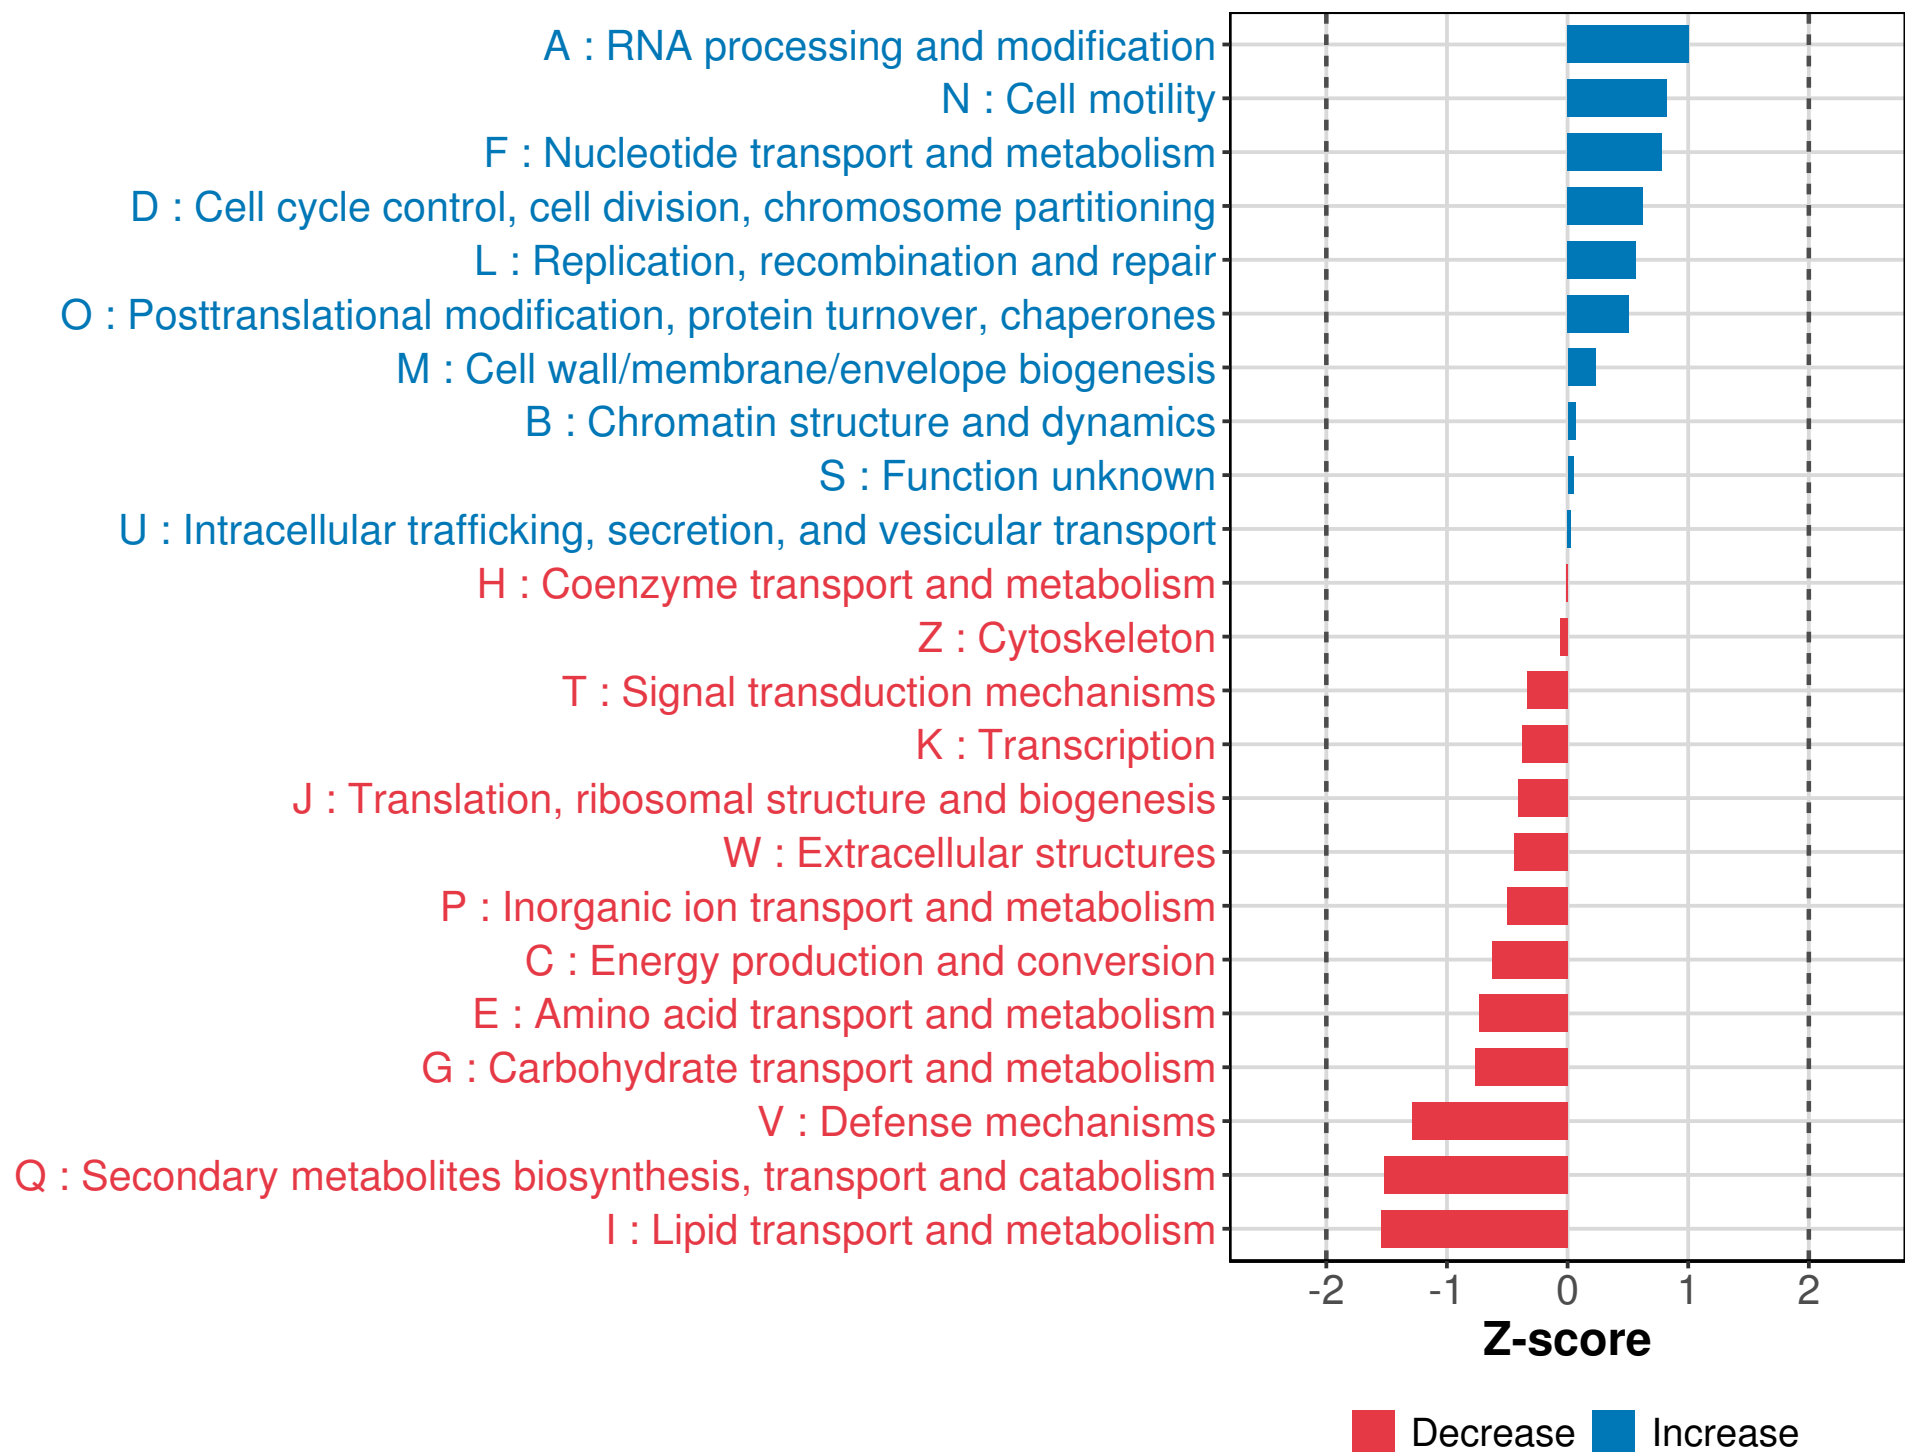 A : RNA processing and modification
N : Cell motility
F : Nucleotide transport and metabolism
D : Cell cycle control, cell division, chromosome partitioning
L : Replication, recombination and repair
O : Posttranslational modification, protein turnover, chaperones
M : Cell wall/membrane/envelope biogenesis
B : Chromatin structure and dynamics
S : Function unknown
U : Intracellular trafficking, secretion, and vesicular transport
H : Coenzyme transport and metabolism
Z : Cytoskeleton
T : Signal transduction mechanisms
K : Transcription
J : Translation, ribosomal structure and biogenesis
W : Extracellular structures
P : Inorganic ion transport and metabolism
C : Energy production and conversion
E : Amino acid transport and metabolism
G : Carbohydrate transport and metabolism
V : Defense mechanisms
Q : Secondary metabolites biosynthesis, transport and catabolism
I : Lipid transport and metabolism
-2 -1 0 1 2
Z-score
Decrease Increase